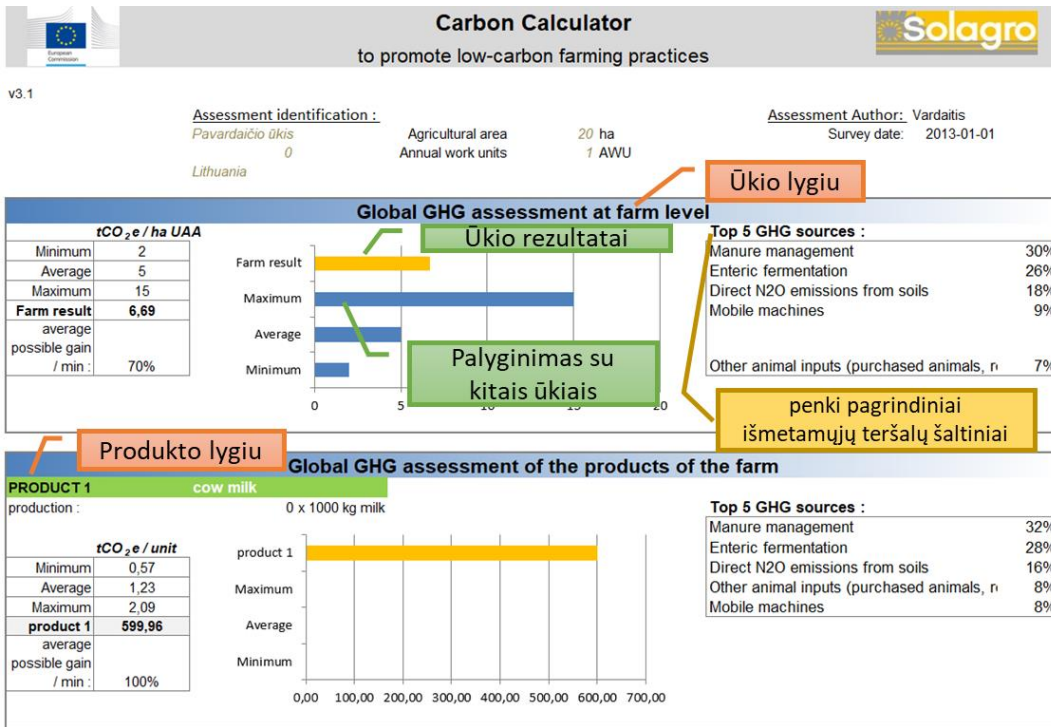 European
Commission
Carbon Calculator
to promote low-carbon farming practices
Solagro
v3.1
Assessment identification :
Assessment Author: Vardaitis
Pavardaičio ūkis
Agricultural area 20 ha
Survey date: 2013-01-01
0
Annual work units 1 AWU
Lithuania
Ūkio lygiu
Global GHG assessment at farm level
tCO2e / ha UAA
Minimum 2
Average 5
Maximum 15
Farm result 6,69
average
possible gain
/ min : 70%
Ūkio rezultatai
Farm result
Maximum
Average
Minimum
Palyginimas su
kitais ūkiais
0 5 10 15 20
Top 5 GHG sources :
Manure management 30%
Enteric fermentation 26%
Direct N2O emissions from soils 18%
Mobile machines 9%
Other animal inputs (purchased animals, 7%
penki pagrindiniai
išmetamųjų teršalų šaltiniai
Produkto lygiu
Global GHG assessment of the products of the farm
PRODUCT 1 cow milk
production : 0 x 1000 kg milk
tCO2e / unit
Minimum 0,57
Average 1,23
Maximum 2,09
product 1 599,96
average
possible gain
/ min : 100%
product 1
Maximum
Average
Minimum
0,00 100,00 200,00 300,00 400,00 500,00 600,00 700,00
Top 5 GHG sources :
Manure management 32%
Enteric fermentation 28%
Direct N2O emissions from soils 16%
Other animal inputs (purchased animals, 8%
Mobile machines 8%